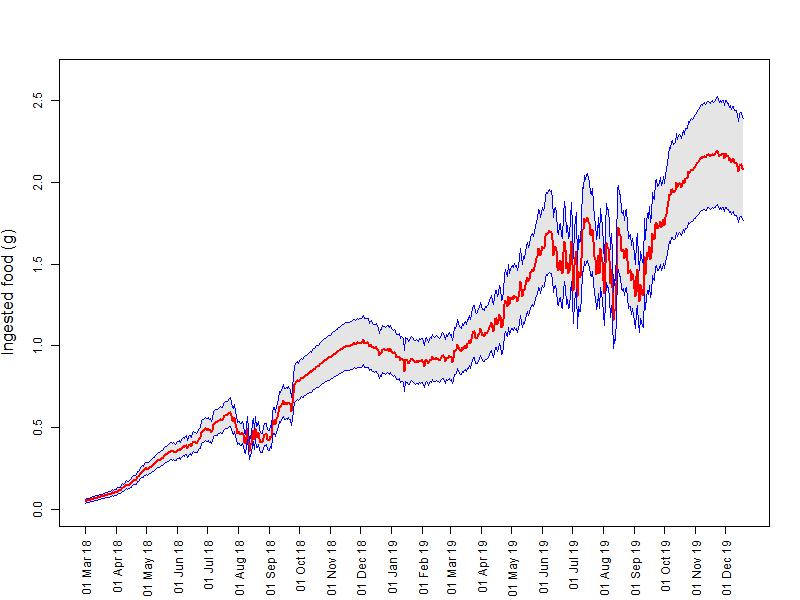 Ingested food (g)
2.5
2.0
1.5
1.0
0.5
0.0
01 Mar 18
01 Apr 18
01 May 18
01 Jun 18
01 Jul 18
01 Aug 18
01 Sep 18
01 Oct 18
01 Nov 18
01 Dec 18
01 Jan 19
01 Feb 19
01 Mar 19
01 Apr 19
01 May 19
01 Jun 19
01 Jul 19
01 Aug 19
01 Sep 19
01 Oct 19
01 Nov 19
01 Dec 19